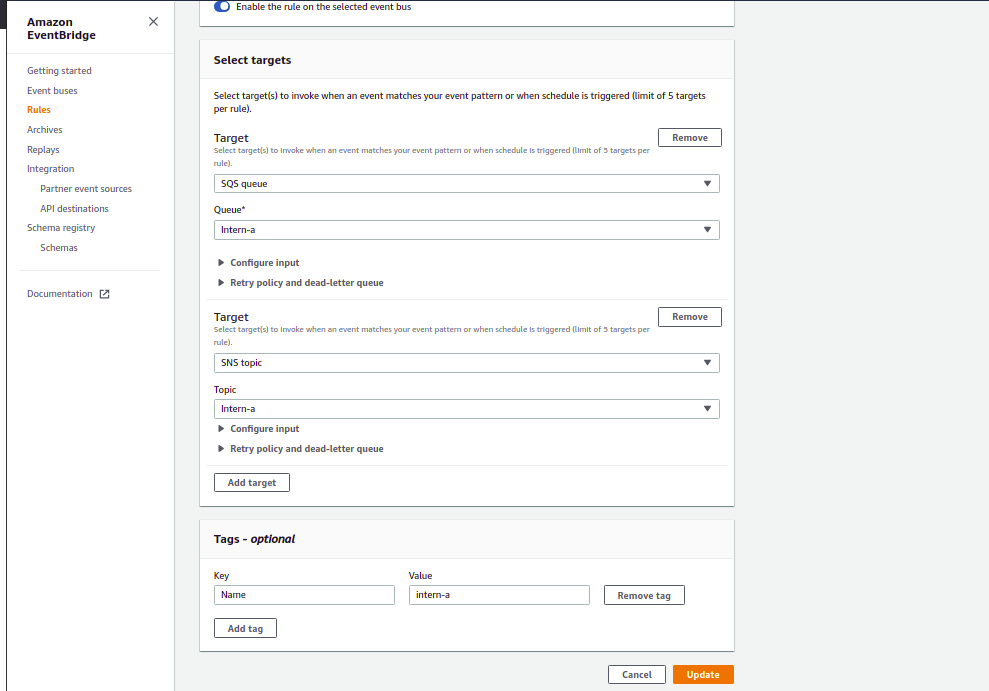 Amazon
EventBridge
Getting started
Event buses
Rules
Archives
Replays
Integration
Partner event sources
API destinations
Schema registry
Schemas
Documentation
Enable the rule on the selected event bus
Select targets
Select target(s) to invoke when an event matches your event pattern or when schedule is triggered (limit of 5 targets
per rule).
Target
Remove
Select target(s) to invoke when an event matches your event pattern or when schedule is triggered (limit of 5 targets per
rule).
SQS queue
Queue*
Intern-a
Configure input
Retry policy and dead-letter queue
Target
Remove
Select target(s) to invoke when an event matches your event pattern or when schedule is triggered (limit of 5 targets per
rule).
SNS topic
Topic
Intern-a
Configure input
Retry policy and dead-letter queue
Add target
Tags - optional
Key Value
Name intern-a Remove tag
Add tag
Cancel Update